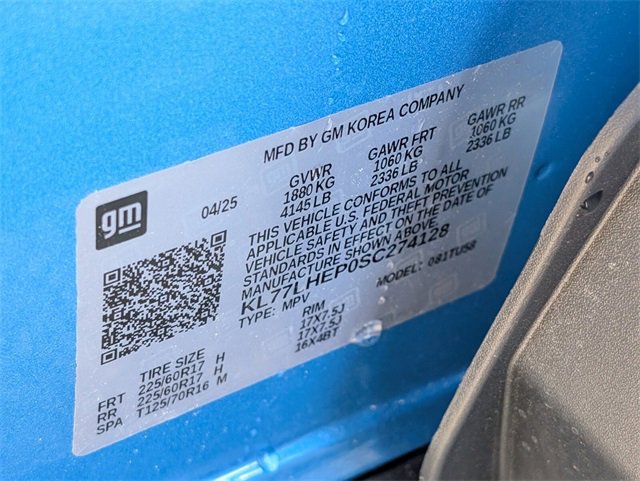 gm
04/25
MFD BY GM KOREA COMPANY
GVWR GAWR FRT GAWR RR
1880 KG 1060 KG 1060 KG
4145 LB 2336 LB 2336 LB
THIS VEHICLE CONFORMS TO ALL
APPLICABLE U.S. FEDERAL MOTOR
VEHICLE SAFETY AND THEFT PREVENTION
STANDARDS IN EFFECT ON THE DATE OF
MANUFACTURE SHOWN ABOVE.
KL77LHEP0SC274128
TYPE: MPV MODEL: 081TU58
TIRE SIZE RIM
FRT 225/60R17 H 17X7.5J
RR 225/60R17 H 17X7.5J
SPA T125/70R16 M 16X4BT